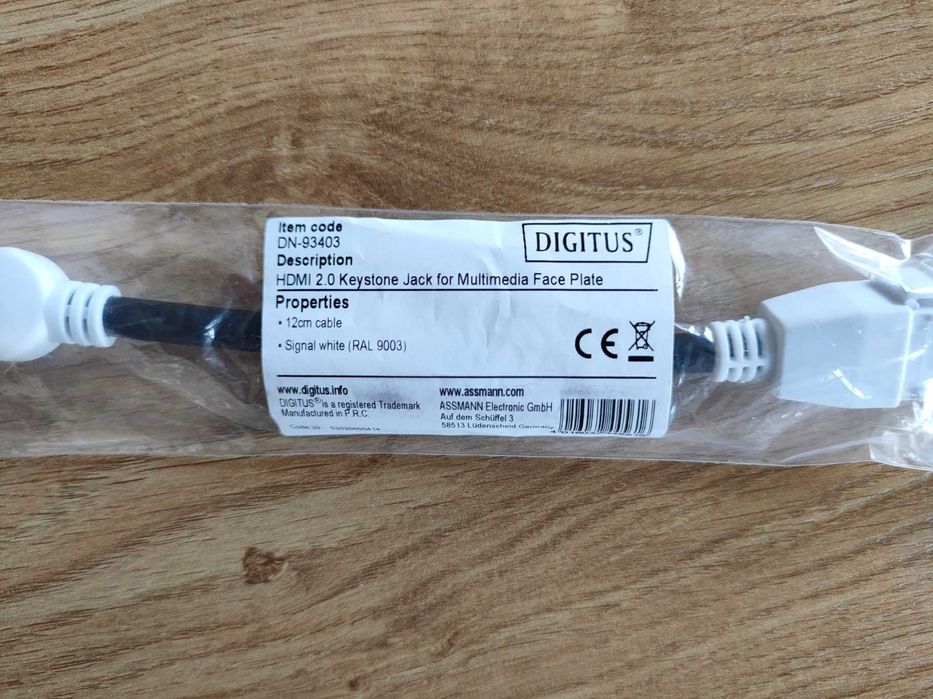 Item code
DN-93403
DIGITUS®
Description
HDMI 2.0 Keystone Jack for Multimedia Face Plate
Properties
• 12cm cable
• Signal white (RAL 9003)
CE
www.digitus.info
DIGITUS® is a registered Trademark
Manufactured in P.R.C.
www.assmann.com
ASSMANN Electronic GmbH
Auf dem Schüffel 3
58513 Lüdenscheid Germany